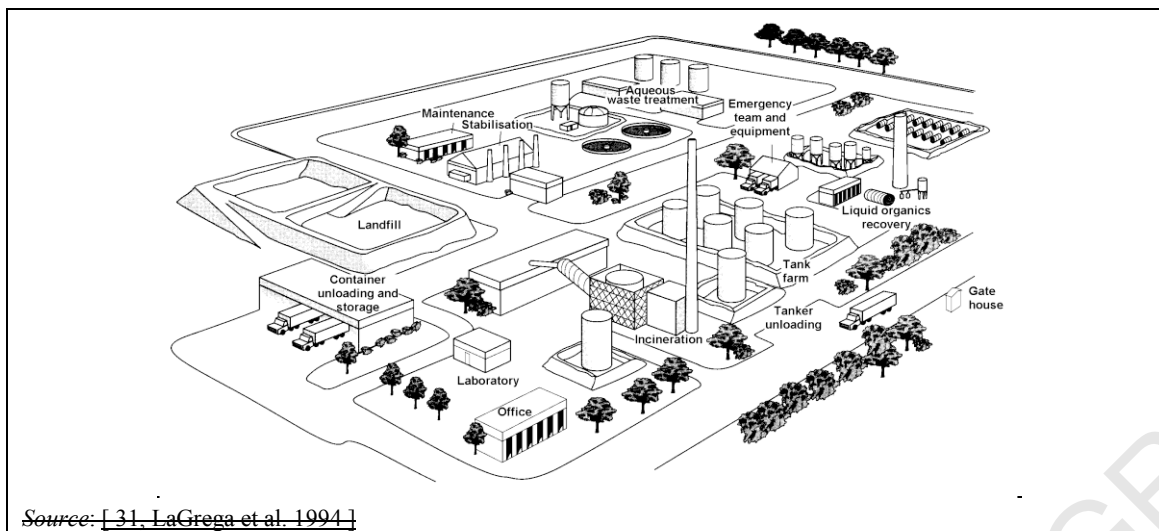 Aqueous
waste treatment
Emergency
team and
equipment
Maintenance
Stabilisation
Liquid organics
recovery
Landfill
Tank
farm
Container
unloading and
storage
Gate
house
Tanker
unloading
Incineration
Laboratory
Office
Source: [ 31, LaGrega et al. 1994 ]